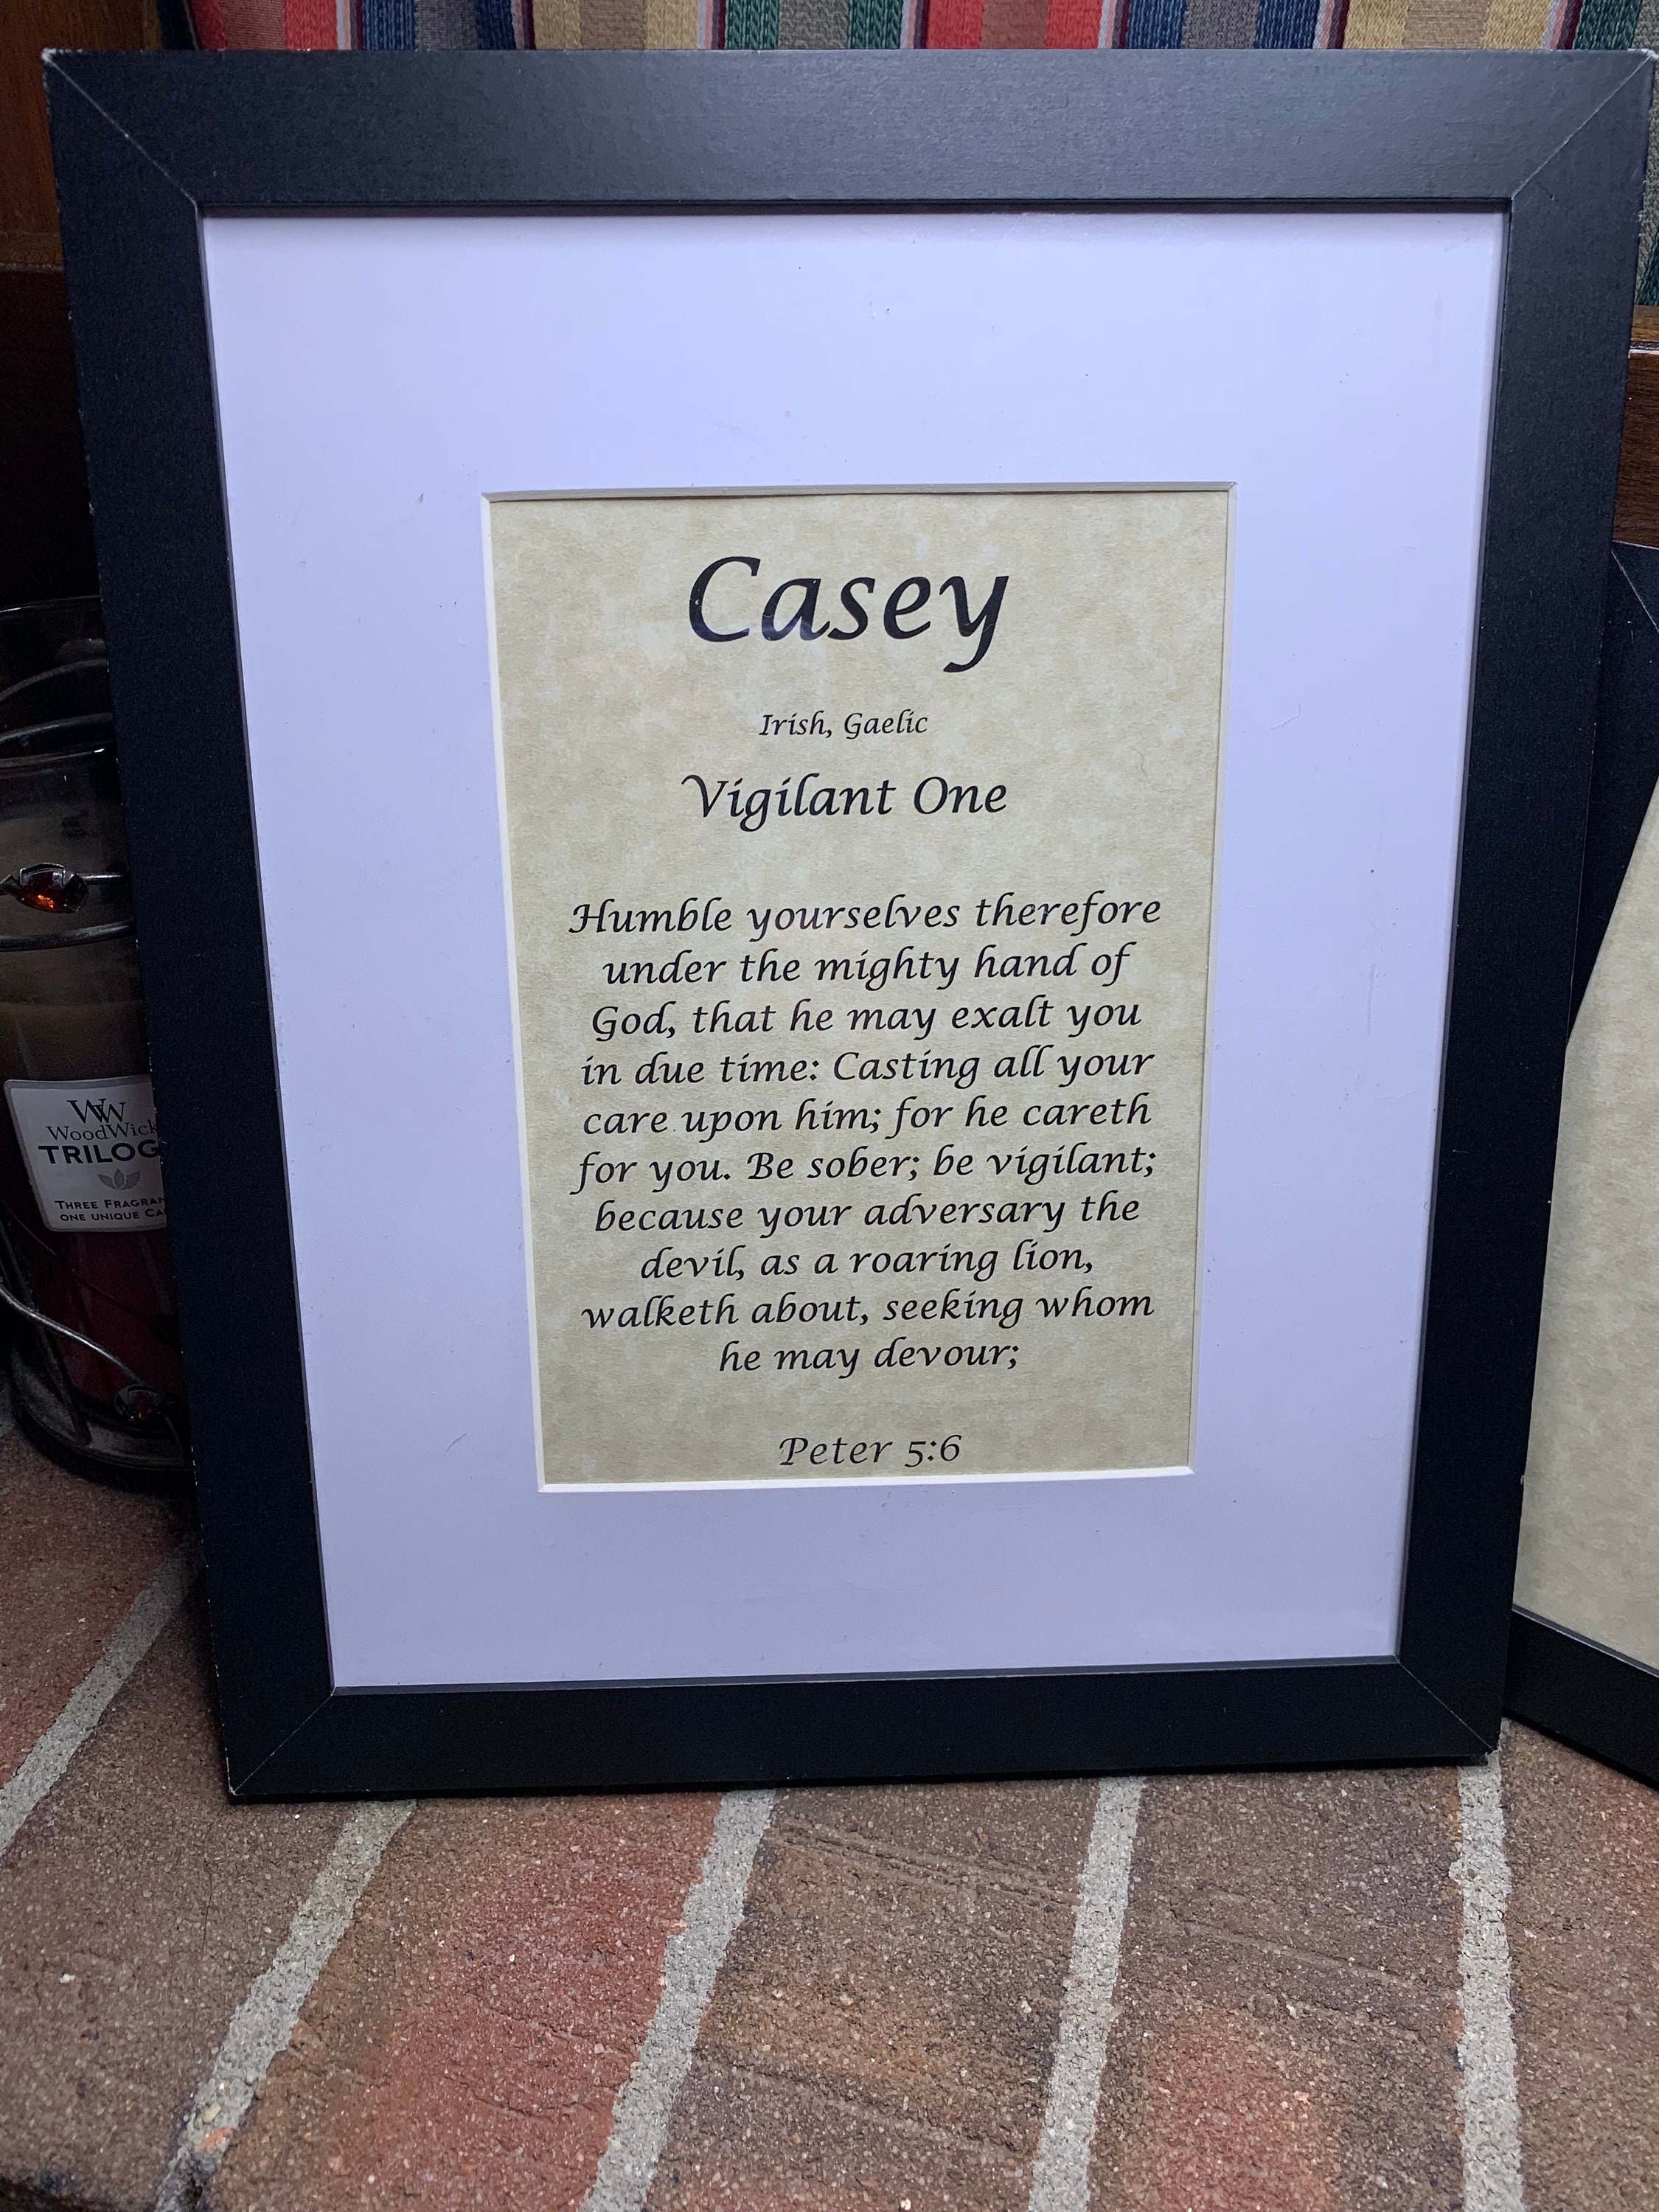 Casey
Irish, Gaelic
Vigilant One
Humble yourselves therefore
under the mighty hand of
God, that he may exalt you
in due time: Casting all your
care upon him; for he careth
for you. Be sober; be vigilant;
because your adversary the
devil, as a roaring lion,
walketh about, seeking whom
he may devour;
Peter 5:6
WW
WoodWick
TRILOG
THREE FRAGRAN
ONE UNIQUE CA